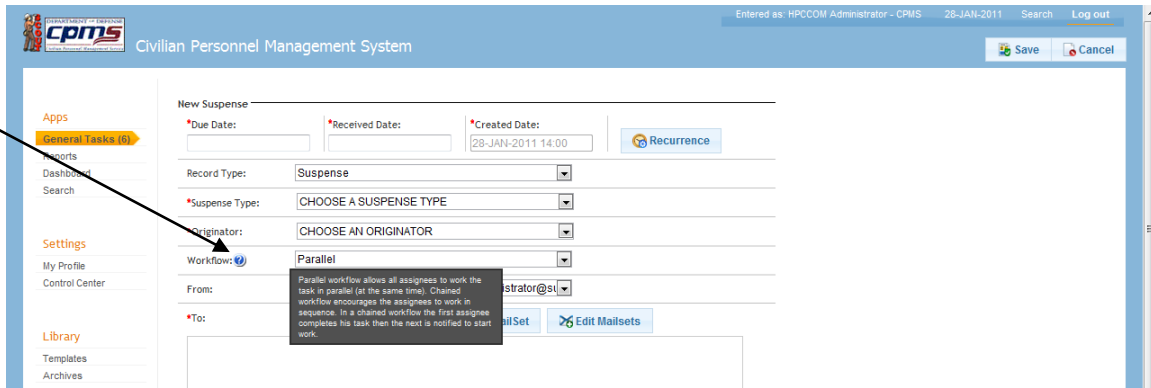 DEPARTMENT OF DEFENSE
cpms
Civilian Personnel Management Service
Civilian Personnel Management System
Entered as: HPCCOM Administrator - CPMS 28-JAN-2011 Search Log out
Save Cancel
Apps
General Tasks (6)
Reports
Dashboard
Search
Settings
My Profile
Control Center
Library
Templates
Archives
New Suspense
*Due Date: *Received Date: *Created Date:
28-JAN-2011 14:00 Recurrence
Record Type: Suspense
*Suspense Type: CHOOSE A SUSPENSE TYPE
*Originator: CHOOSE AN ORIGINATOR
Workflow: ? Parallel
From: istrator@su
*To: ailSet Edit Mailsets
Parallel workflow allows all assignees to work the
task in parallel (at the same time). Chained
workflow encourages the assignees to work in
sequence. In a chained workflow the first assignee
completes his task then the next is notified to start
work.